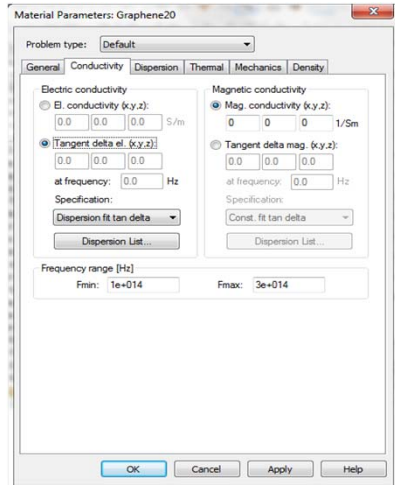 Material Parameters: Graphene20
Problem type: Default
General Conductivity Dispersion Thermal Mechanics Density
Electric conductivity
El. conductivity (x,y,z):
0.0 0.0 0.0 S/m
Tangent delta el. (x,y,z):
0.0 0.0 0.0
at frequency: 0.0 Hz
Specification:
Dispersion fit tan delta
Dispersion List...
Magnetic conductivity
Mag. conductivity (x,y,z):
0 0 0 1/Sm
Tangent delta mag. (x,y,z):
0.0 0.0 0.0
at frequency: 0.0 Hz
Specification:
Const. fit tan delta
Dispersion List...
Frequency range [Hz]
Fmin: 1e+014 Fmax: 3e+014
OK Cancel Apply Help